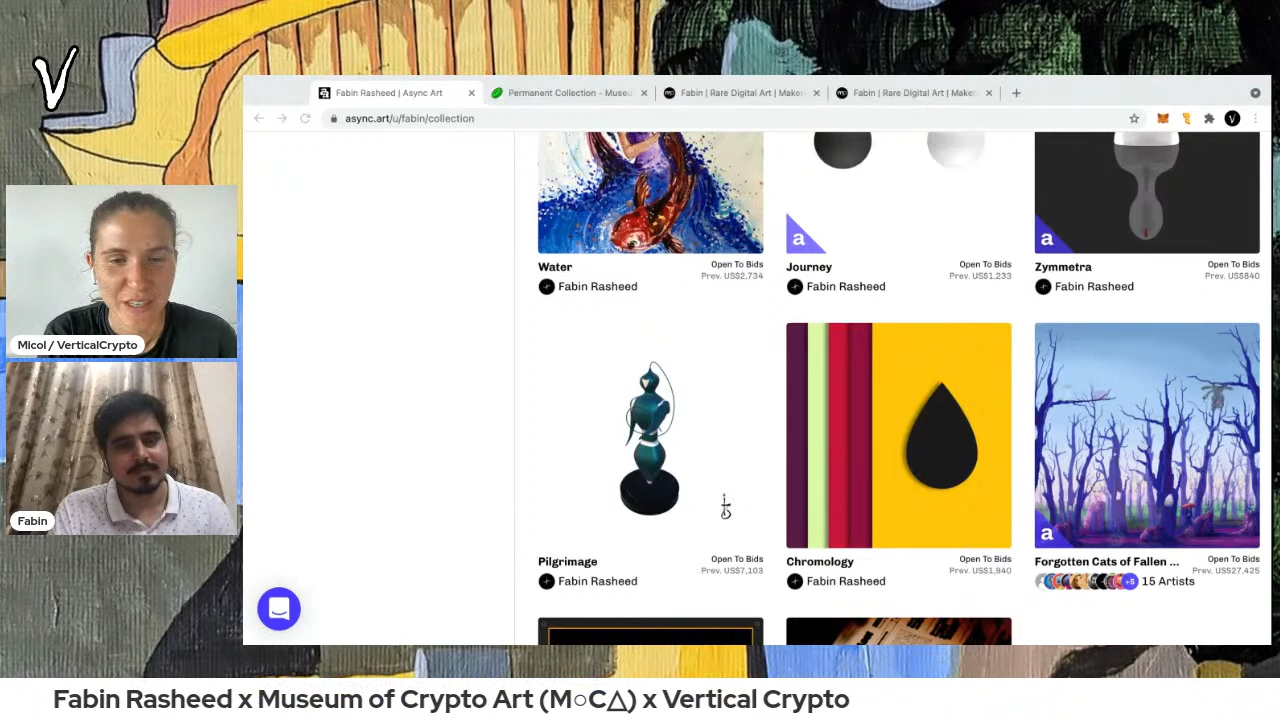 V
Fabin Rasheed | Async Art
Permanent Collection - Museu
Fabin | Rare Digital Art | Maker
Fabin | Rare Digital Art | Maker
async.art/u/fabin/collection
V
a
a
Water
Open To Bids
Prev. US$2,734
Fabin Rasheed
Journey
Open To Bids
Prev. US$1,233
Fabin Rasheed
Zymmetra
Open To Bids
Prev. US$840
Fabin Rasheed
Micol / VerticalCrypto
Fabin
a
Pilgrimage
Open To Bids
Prev. US$7,103
Fabin Rasheed
Chromology
Open To Bids
Prev. US$1,940
Fabin Rasheed
Forgotten Cats of Fallen ...
Open To Bids
Prev. US$27,425
+5
15 Artists
Fabin Rasheed x Museum of Crypto Art (M○C△) x Vertical Crypto